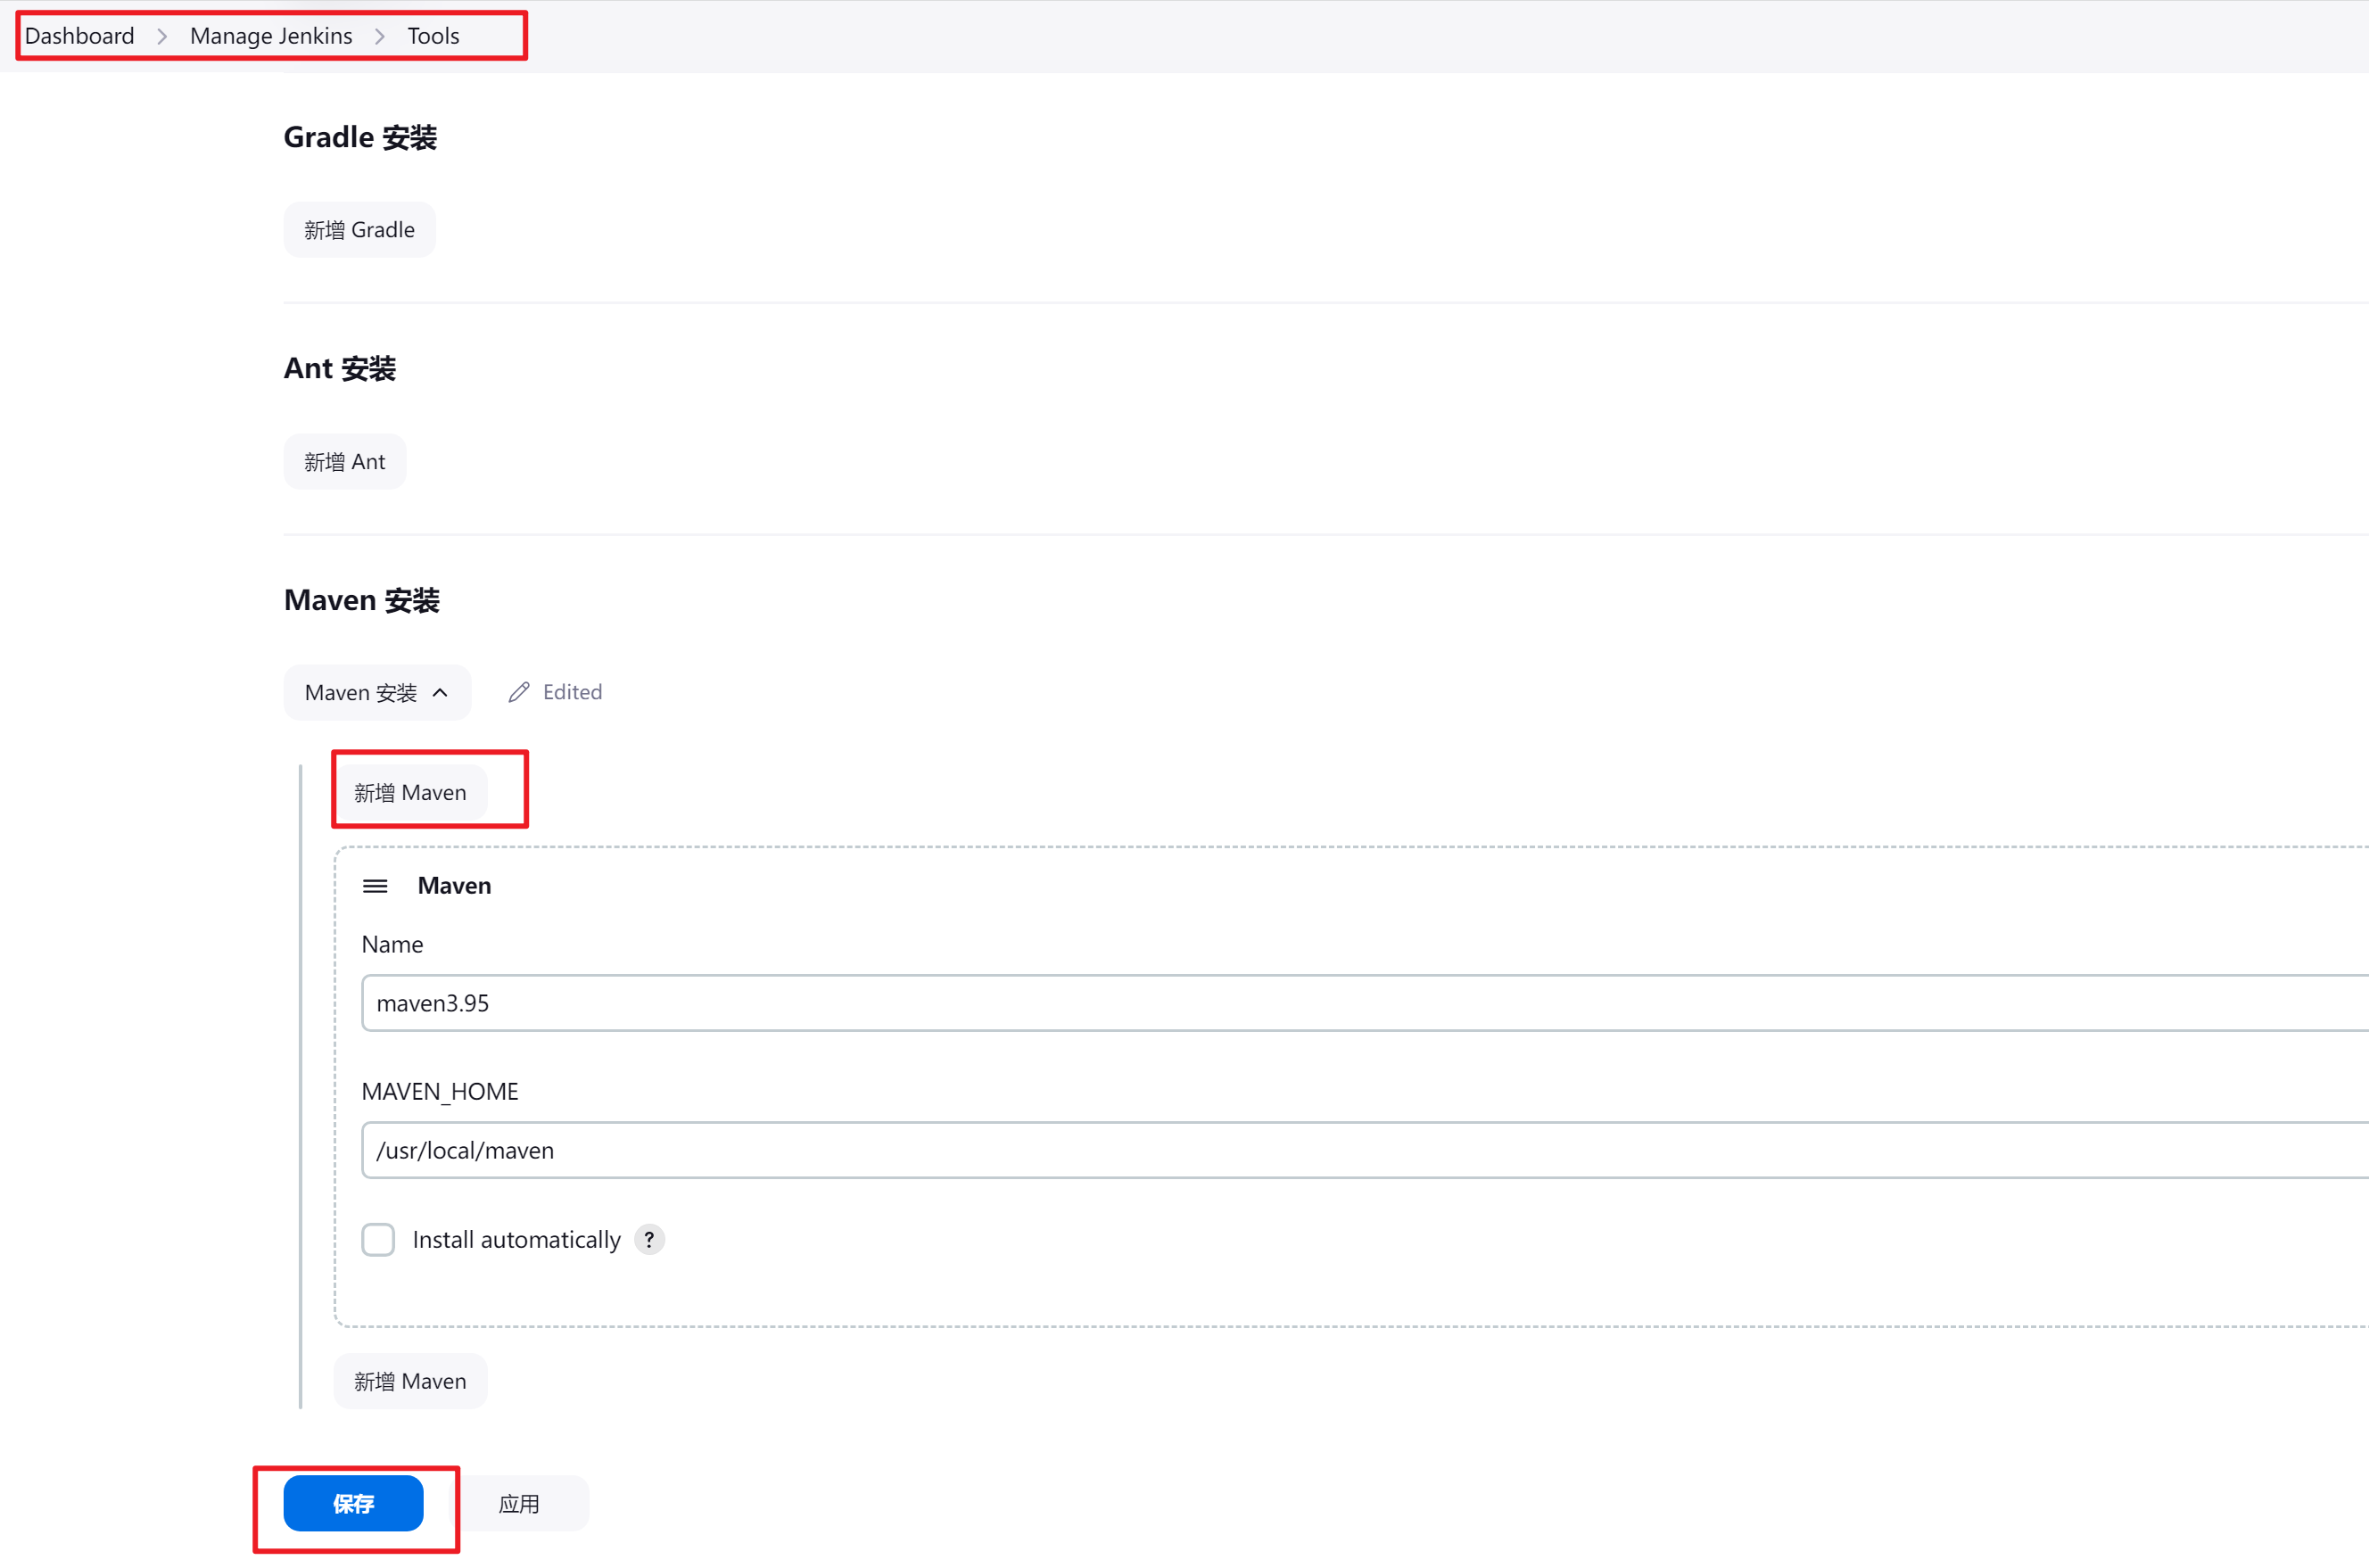 Dashboard > Manage Jenkins > Tools
Gradle 安装
新增 Gradle
Ant 安装
新增 Ant
Maven 安装
Maven 安装 Edited
新增 Maven
Maven
Name
maven3.95
MAVEN_HOME
/usr/local/maven
Install automatically ?
新增 Maven
保存 应用